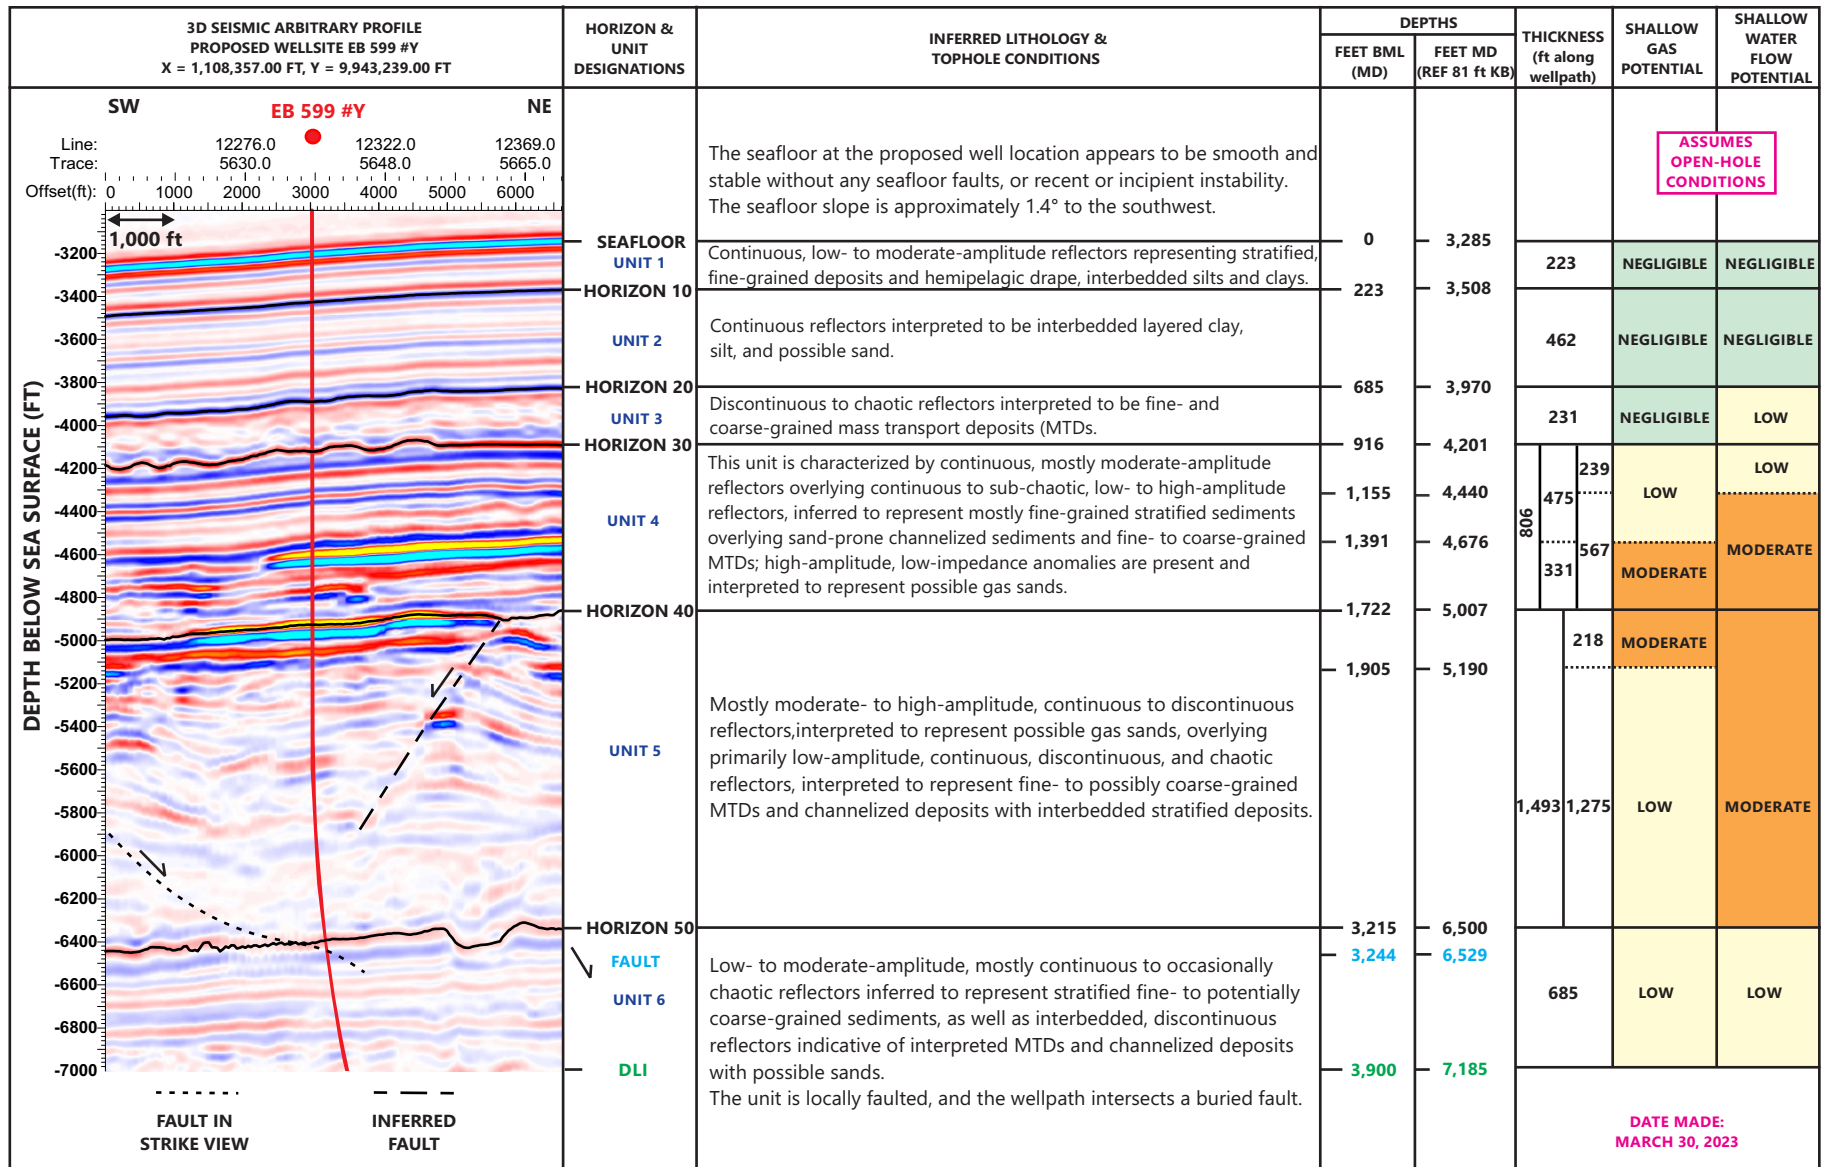 3D SEISMIC ARBITRARY PROFILE
PROPOSED WELLSITE EB 599 #Y
X = 1,108,357.00 FT, Y = 9,943,239.00 FT
HORIZON &
UNIT
DESIGNATIONS
INFERRED LITHOLOGY &
TOPHOLE CONDITIONS
DEPTHS
FEET BML
(MD)
FEET MD
(REF 81 ft KB)
THICKNESS
(ft along
wellpath)
SHALLOW
GAS
POTENTIAL
SHALLOW
WATER
FLOW
POTENTIAL
SW
EB 599 #Y
NE
Line: 12276.0 12322.0 12369.0
Trace: 5630.0 5648.0 5665.0
Offset(ft): 0 1000 2000 3000 4000 5000 6000
1,000 ft
DEPTH BELOW SEA SURFACE (FT)
-3200
-3400
-3600
-3800
-4000
-4200
-4400
-4600
-4800
-5000
-5200
-5400
-5600
-5800
-6000
-6200
-6400
-6600
-6800
-7000
FAULT IN
STRIKE VIEW
INFERRED
FAULT
The seafloor at the proposed well location appears to be smooth and
stable without any seafloor faults, or recent or incipient instability.
The seafloor slope is approximately 1.4° to the southwest.
ASSUMES
OPEN-HOLE
CONDITIONS
SEAFLOOR
0
3,285
UNIT 1
Continuous, low- to moderate-amplitude reflectors representing stratified,
fine-grained deposits and hemipelagic drape, interbedded silts and clays.
223
NEGLIGIBLE
NEGLIGIBLE
HORIZON 10
223
3,508
UNIT 2
Continuous reflectors interpreted to be interbedded layered clay,
silt, and possible sand.
462
NEGLIGIBLE
NEGLIGIBLE
HORIZON 20
685
3,970
UNIT 3
Discontinuous to chaotic reflectors interpreted to be fine- and
coarse-grained mass transport deposits (MTDs.
231
NEGLIGIBLE
LOW
HORIZON 30
916
4,201
UNIT 4
This unit is characterized by continuous, mostly moderate-amplitude
reflectors overlying continuous to sub-chaotic, low- to high-amplitude
reflectors, inferred to represent mostly fine-grained stratified sediments
overlying sand-prone channelized sediments and fine- to coarse-grained
MTDs; high-amplitude, low-impedance anomalies are present and
interpreted to represent possible gas sands.
1,155
4,440
1,391
4,676
806
475
331
239
567
LOW
MODERATE
LOW
MODERATE
HORIZON 40
1,722
5,007
1,905
5,190
UNIT 5
Mostly moderate- to high-amplitude, continuous to discontinuous
reflectors,interpreted to represent possible gas sands, overlying
primarily low-amplitude, continuous, discontinuous, and chaotic
reflectors, interpreted to represent fine- to possibly coarse-grained
MTDs and channelized deposits with interbedded stratified deposits.
1,493
218
1,275
MODERATE
LOW
MODERATE
HORIZON 50
3,215
6,500
FAULT
3,244
6,529
UNIT 6
Low- to moderate-amplitude, mostly continuous to occasionally
chaotic reflectors inferred to represent stratified fine- to potentially
coarse-grained sediments, as well as interbedded, discontinuous
reflectors indicative of interpreted MTDs and channelized deposits
with possible sands.
The unit is locally faulted, and the wellpath intersects a buried fault.
685
LOW
LOW
DLI
3,900
7,185
DATE MADE:
MARCH 30, 2023